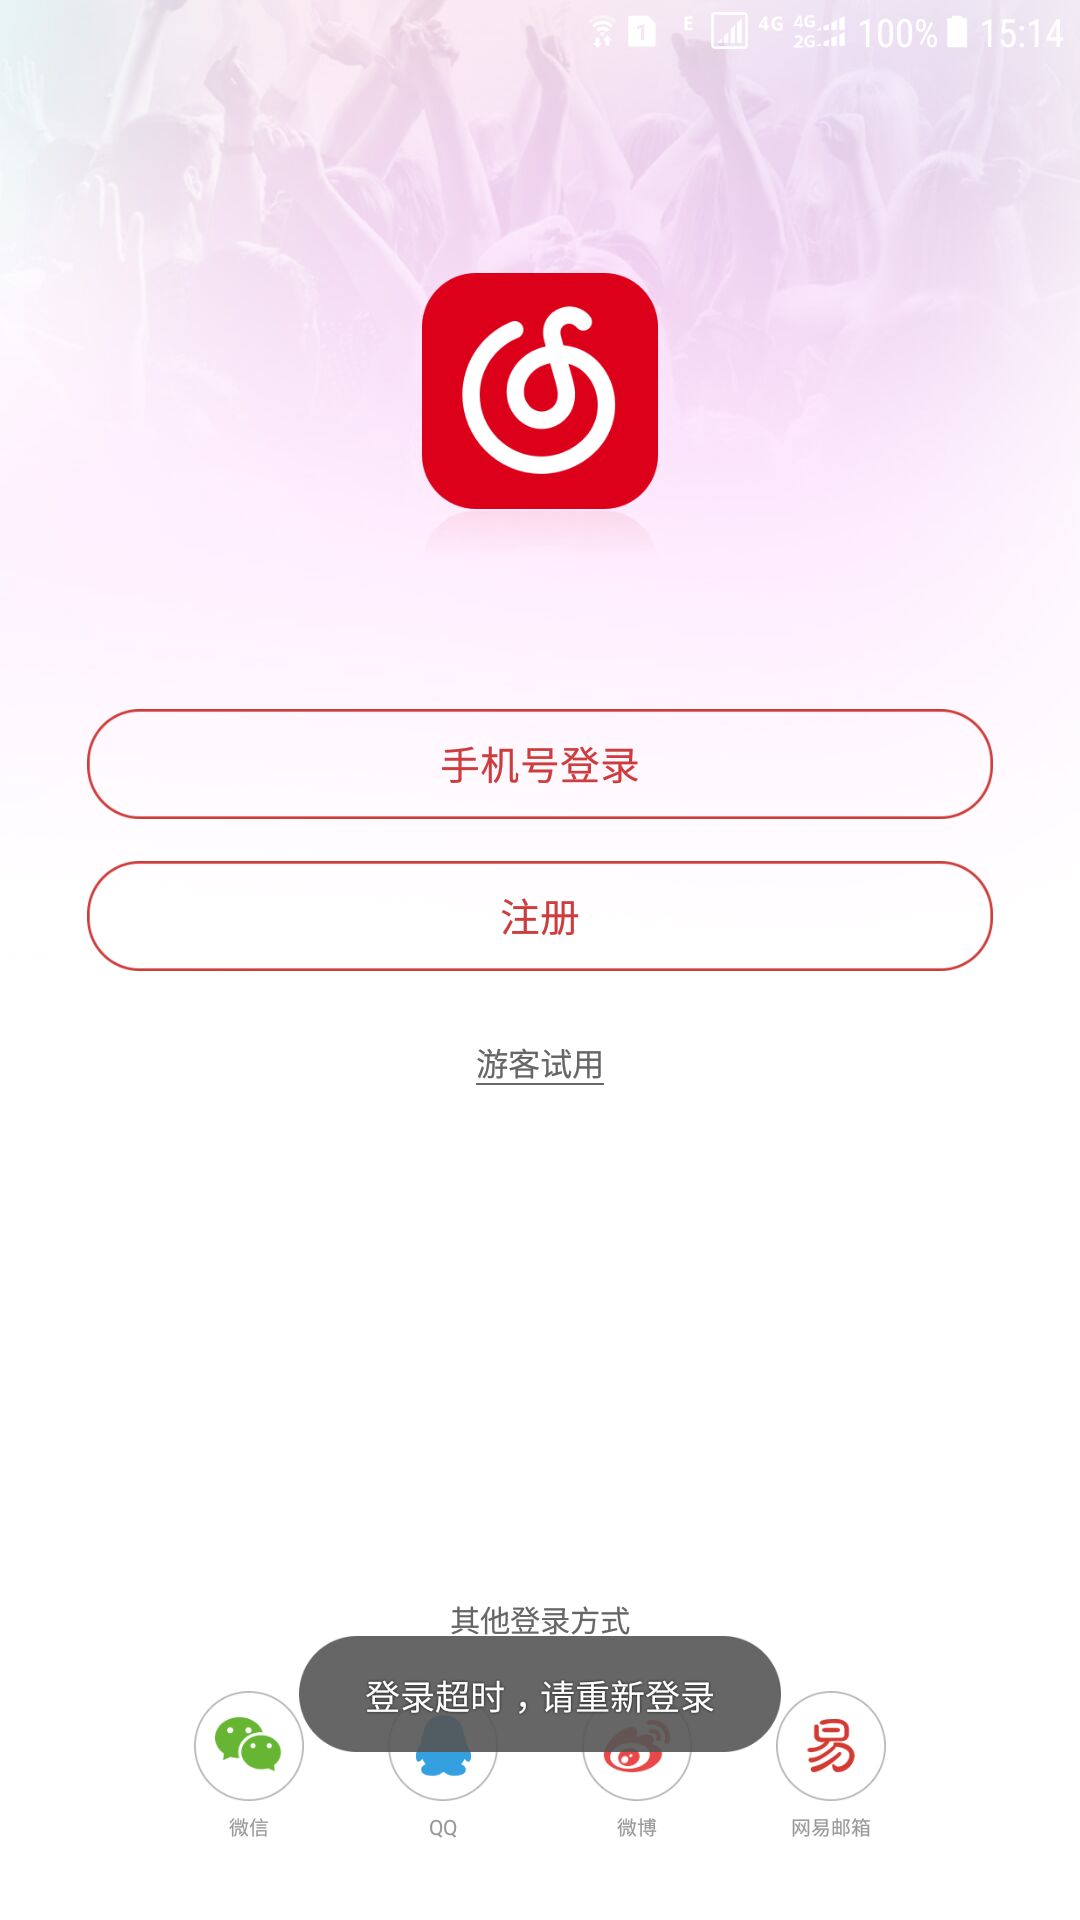 1 E 4G 4G 2G 100% 15:14
手机号登录
注册
游客试用
其他登录方式
登录超时，请重新登录
微信 QQ 微博 网易邮箱